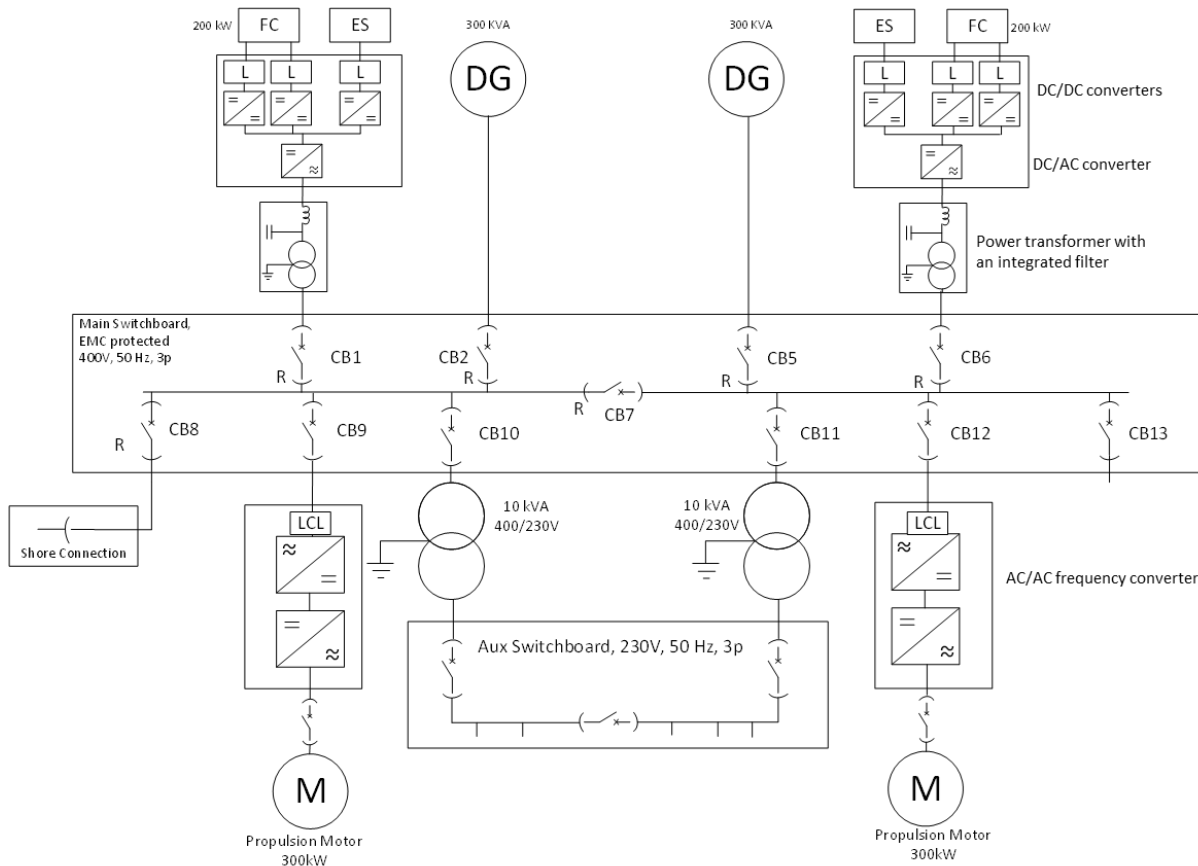 200 kW
FC
ES
300 KVA
DG
300 KVA
DG
ES
FC
200 kW
L
L
L
L
L
L
DC/DC converters
DC/AC converter
Power transformer with
an integrated filter
Main Switchboard,
EMC protected
400V, 50 Hz, 3p
CB1
R
CB2
R
CB5
R
CB6
R
R
CB7
R
CB8
CB9
CB10
CB11
CB12
CB13
Shore Connection
LCL
10 kVA
400/230V
10 kVA
400/230V
LCL
AC/AC frequency converter
Aux Switchboard, 230V, 50 Hz, 3p
M
Propulsion Motor
300kW
M
Propulsion Motor
300kW